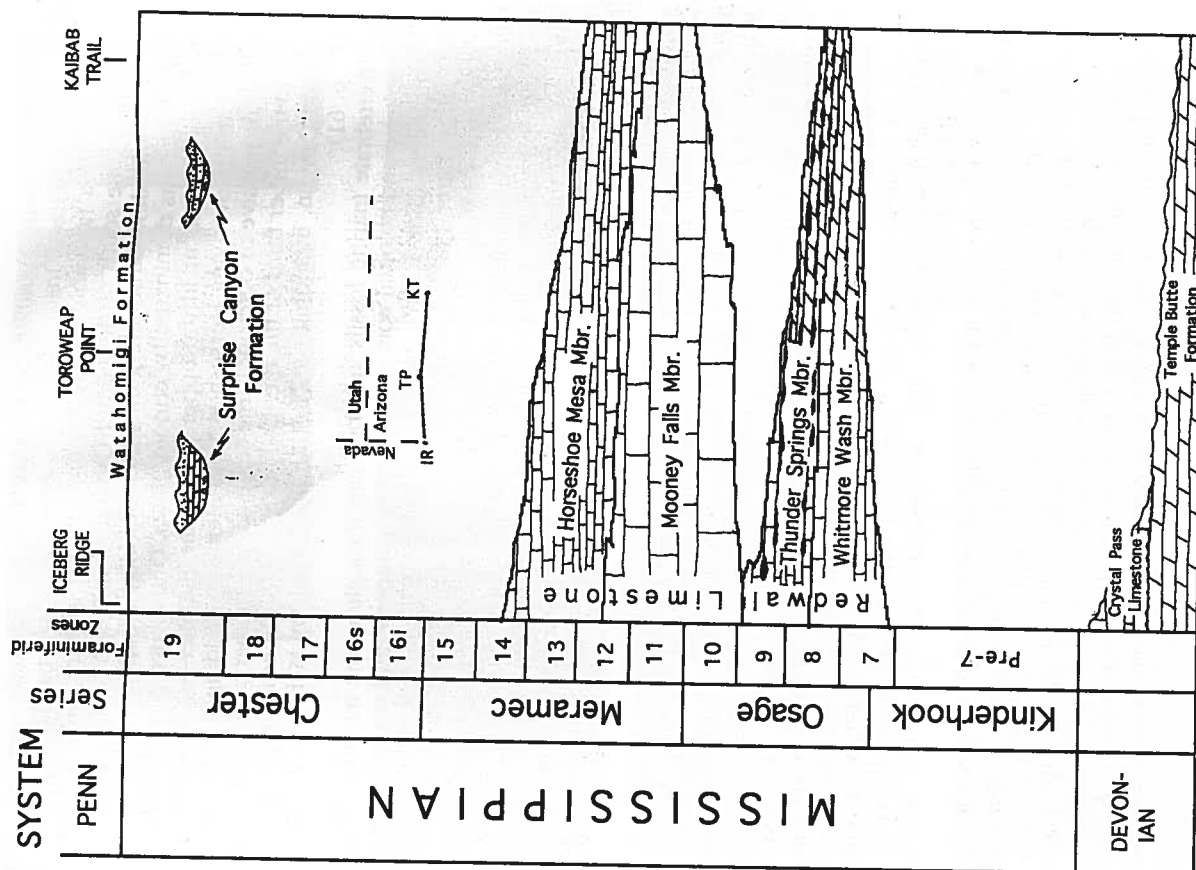 KAIBAB
TRAIL
TOROWEAP
POINT
ICEBERG
RIDGE
Watahomigi Formation
Surprise Canyon
Formation
Utah
Arizona
Nevada
IR
TP
KT
Horseshoe Mesa Mbr.
Mooney Falls Mbr.
Thunder Springs Mbr.
Whitmore Wash Mbr.
Redwall Limestone
Crystal Pass
Limestone
Temple Butte
Formation
Foraminiferid
Zones
19
18
17
16s
16i
15
14
13
12
11
10
9
8
7
Pre-7
Series
Chester
Meramec
Osage
Kinderhook
SYSTEM
PENN
MISSISSIPPIAN
DEVON-
IAN